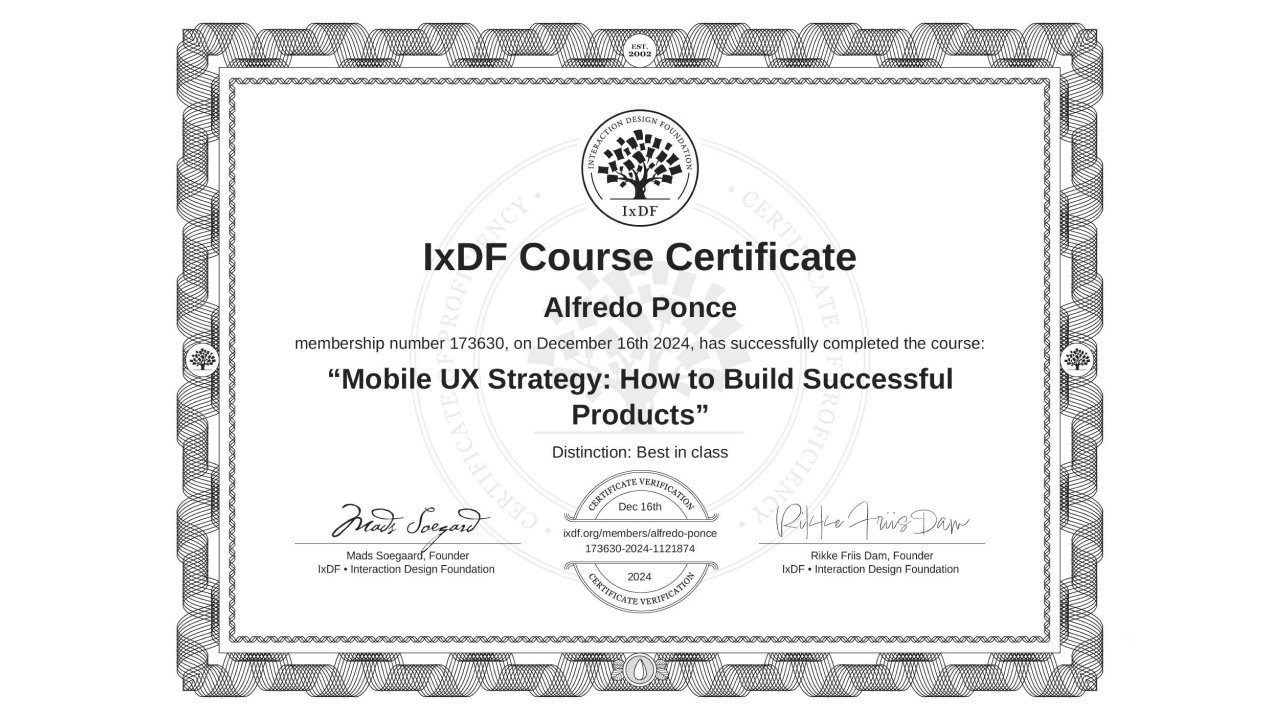 EST.
2002
INTERACTION DESIGN FOUNDATION
IxDF
IxDF Course Certificate
Alfredo Ponce
membership number 173630, on December 16th 2024, has successfully completed the course:
“Mobile UX Strategy: How to Build Successful
Products”
Distinction: Best in class
CERTIFICATE VERIFICATION
Dec 16th
ixdf.org/members/alfredo-ponce
173630-2024-1121874
2024
CERTIFICATE VERIFICATION
Mads Soegaard
Mads Soegaard, Founder
IxDF • Interaction Design Foundation
Rikke Friis Dam
Rikke Friis Dam, Founder
IxDF • Interaction Design Foundation
• CERTIFICATE OF PROFICIENCY •
• CERTIFICATE OF PROFICIENCY •